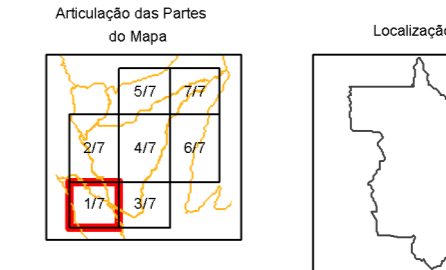 Articulação das Partes
do Mapa
Localização
5/7 7/7
2/7 4/7 6/7
1/7 3/7